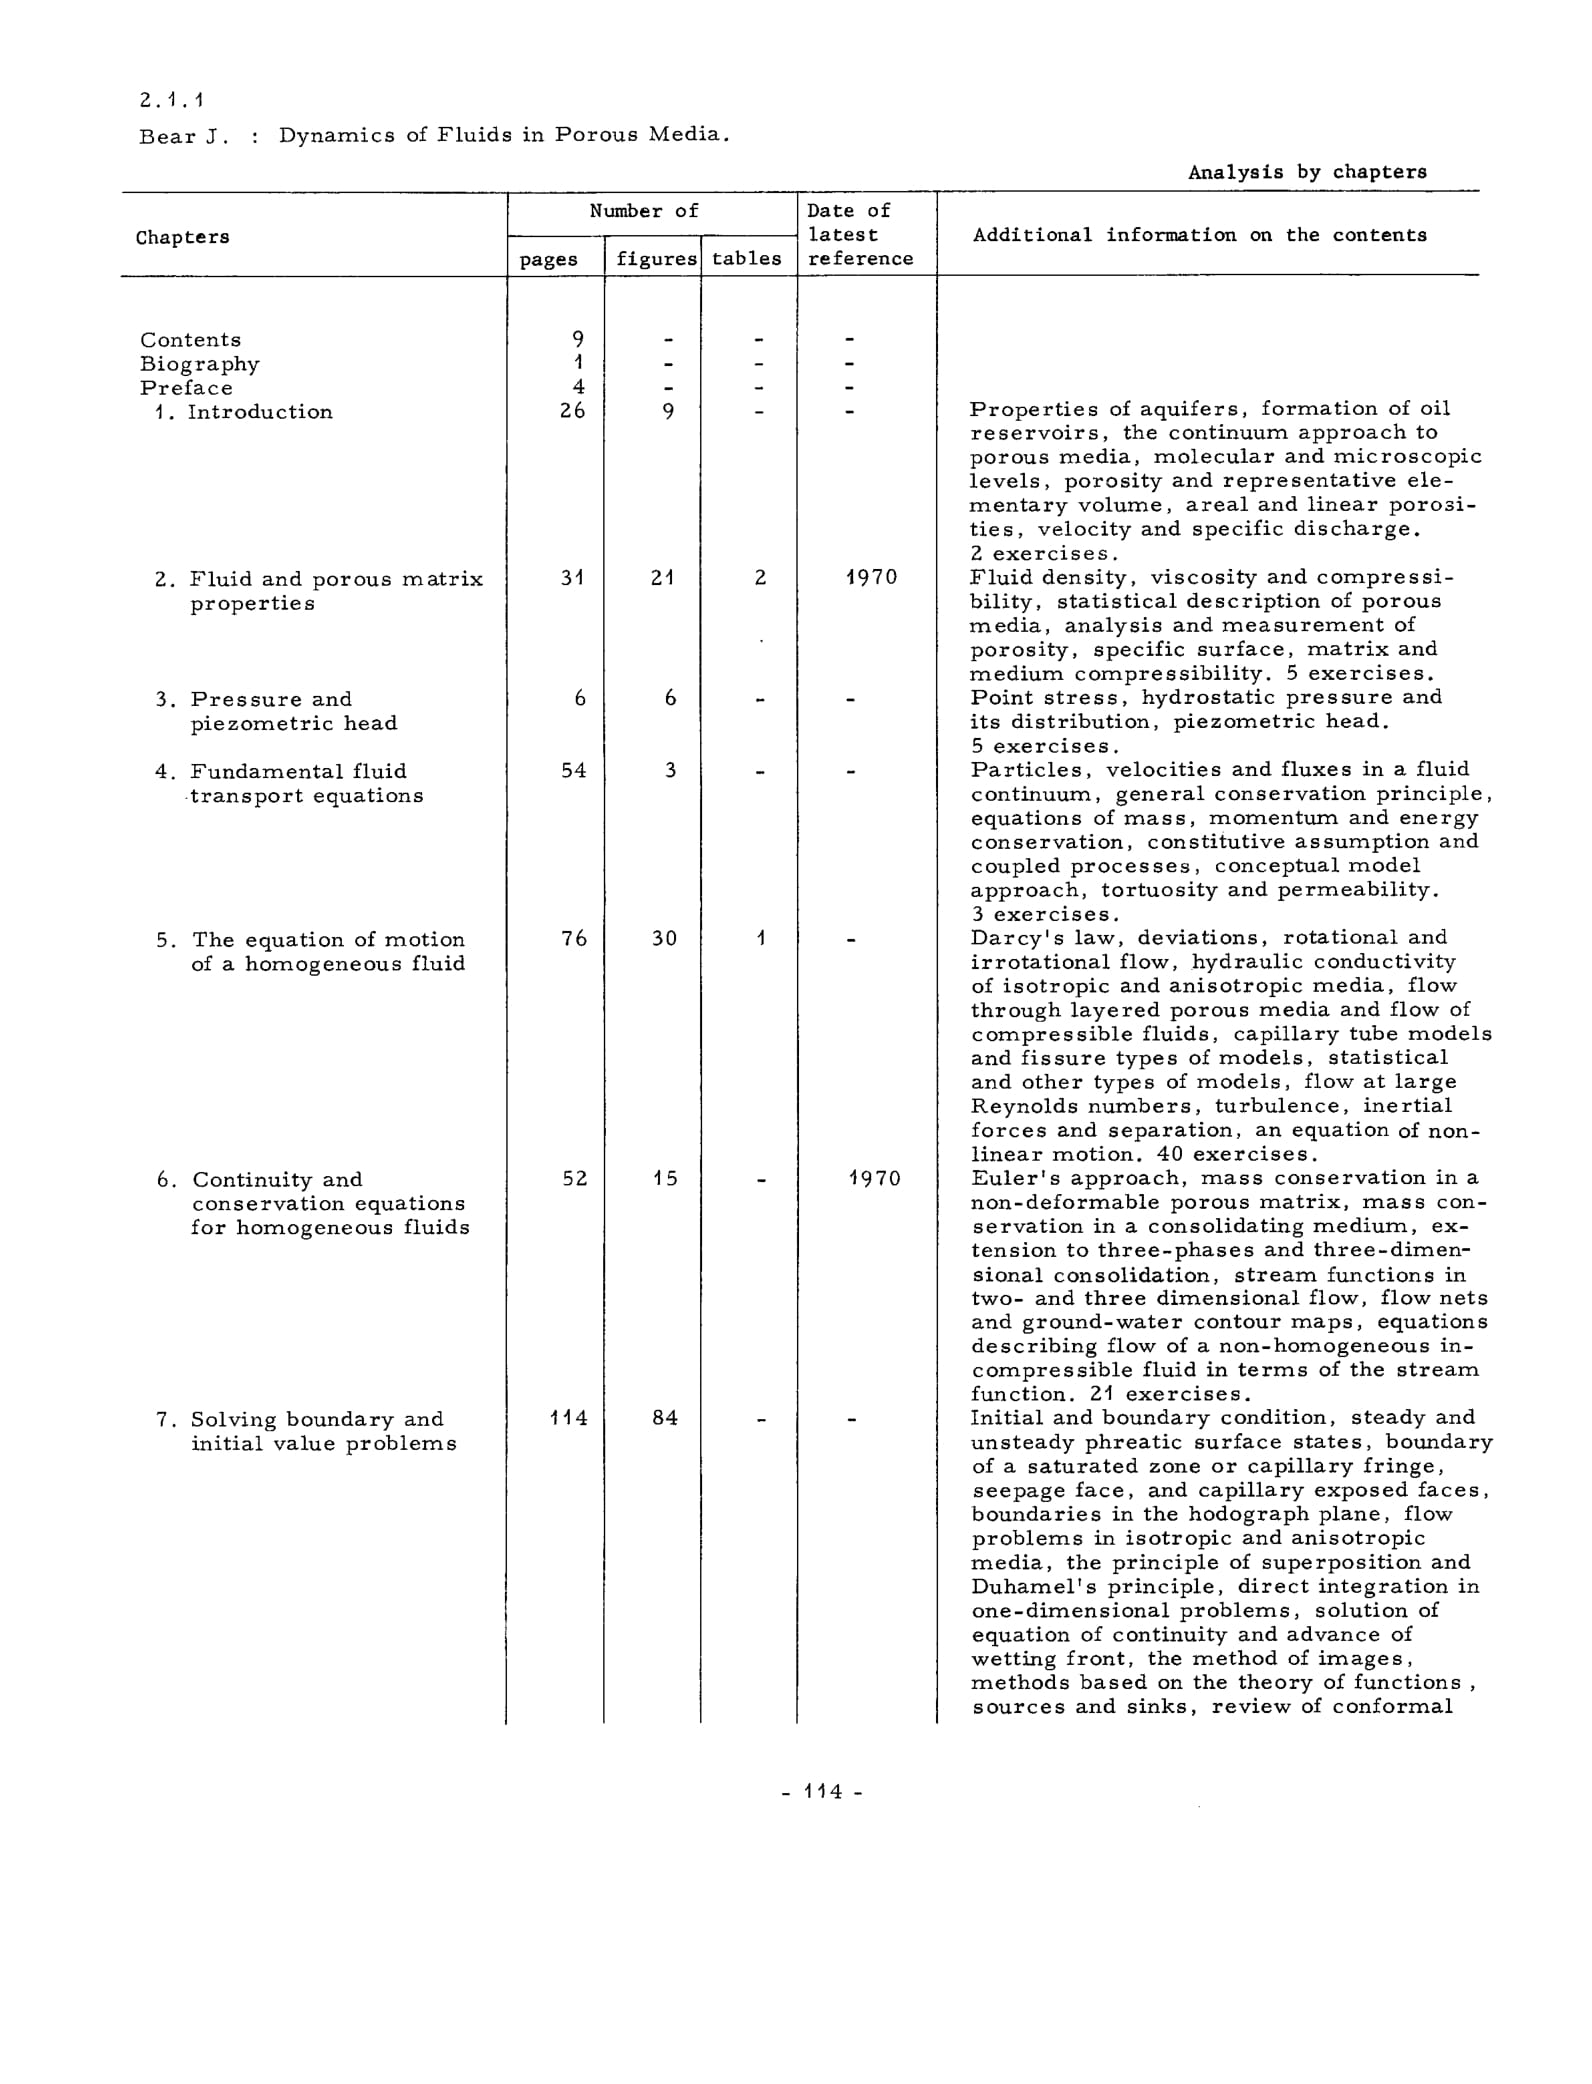 2.1.1
Bear J. : Dynamics of Fluids in Porous Media.
Analysis by chapters
Chapters
Number of
pages figures tables
Date of
latest
reference
Additional information on the contents
Contents 9 - - -
Biography 1 - - -
Preface 4 - - -
1. Introduction 26 9 - - Properties of aquifers, formation of oil
reservoirs, the continuum approach to
porous media, molecular and microscopic
levels, porosity and representative ele-
mentary volume, areal and linear porosi-
ties, velocity and specific discharge.
2 exercises.
2. Fluid and porous matrix 31 21 2 1970 Fluid density, viscosity and compressi-
properties bility, statistical description of porous
media, analysis and measurement of
porosity, specific surface, matrix and
medium compressibility. 5 exercises.
3. Pressure and 6 6 - - Point stress, hydrostatic pressure and
piezometric head its distribution, piezometric head.
5 exercises.
4. Fundamental fluid 54 3 - - Particles, velocities and fluxes in a fluid
transport equations continuum, general conservation principle,
equations of mass, momentum and energy
conservation, constitutive assumption and
coupled processes, conceptual model
approach, tortuosity and permeability.
3 exercises.
5. The equation of motion 76 30 1 - Darcy's law, deviations, rotational and
of a homogeneous fluid irrotational flow, hydraulic conductivity
of isotropic and anisotropic media, flow
through layered porous media and flow of
compressible fluids, capillary tube models
and fissure types of models, statistical
and other types of models, flow at large
Reynolds numbers, turbulence, inertial
forces and separation, an equation of non-
linear motion. 40 exercises.
6. Continuity and 52 15 - 1970 Euler's approach, mass conservation in a
conservation equations non-deformable porous matrix, mass con-
for homogeneous fluids servation in a consolidating medium, ex-
tension to three-phases and three-dimen-
sional consolidation, stream functions in
two- and three dimensional flow, flow nets
and ground-water contour maps, equations
describing flow of a non-homogeneous in-
compressible fluid in terms of the stream
function. 21 exercises.
7. Solving boundary and 114 84 - - Initial and boundary condition, steady and
initial value problems unsteady phreatic surface states, boundary
of a saturated zone or capillary fringe,
seepage face, and capillary exposed faces,
boundaries in the hodograph plane, flow
problems in isotropic and anisotropic
media, the principle of superposition and
Duhamel's principle, direct integration in
one-dimensional problems, solution of
equation of continuity and advance of
wetting front, the method of images,
methods based on the theory of functions ,
sources and sinks, review of conformal
- 114 -